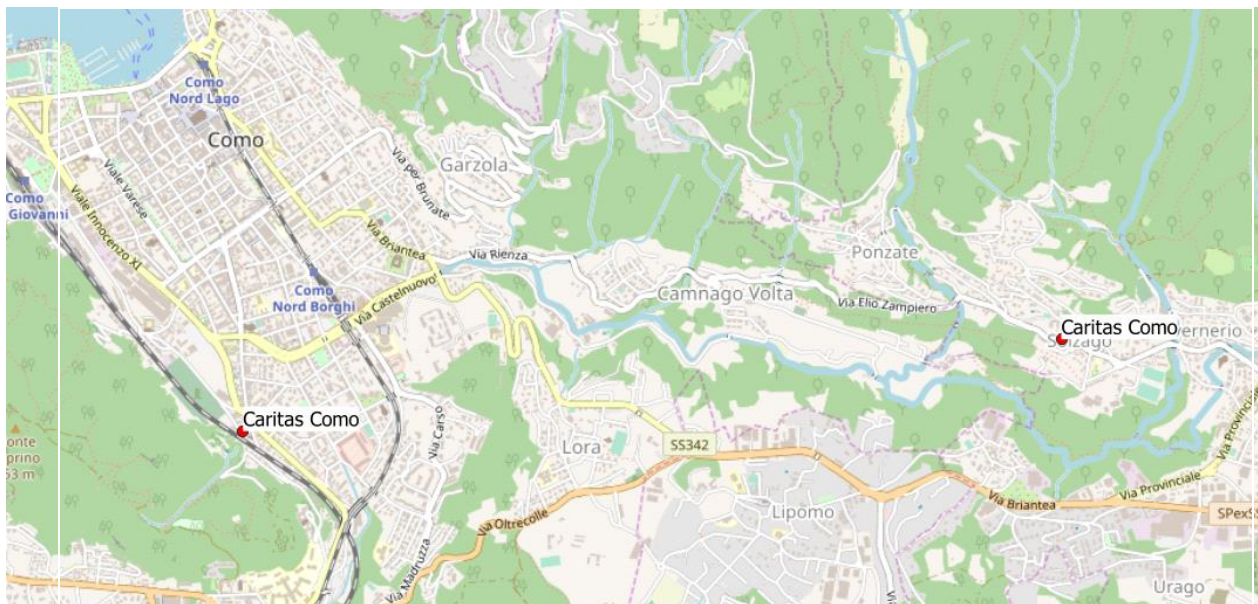 Como
Nord Lago
Como
Garzola
Via per Brunate
Viale Varese
Viale Innocenzo XI
Como
Giovanni
Via Briantea
Via Rienza
Ponzate
Camnago Volta
Via Elio Zampiero
Como
Nord Borghi
Via Castelnuovo
Caritas Como
vernerio
Caritas Como
Via Carso
Lora
SS342
Via Provinciale
Via Provinciale
Via Briantea
Via Oltrecolle
Lipomo
SPexSS
Via Madruzza
Urago